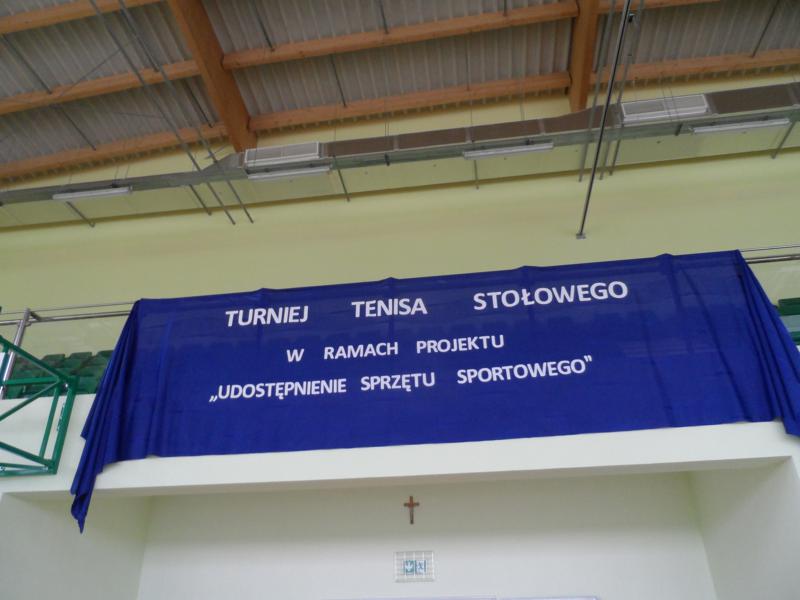 TURNIEJ TENISA STOŁOWEGO
W RAMACH PROJEKTU
„UDOSTĘPNIENIE SPRZĘTU SPORTOWEGO"